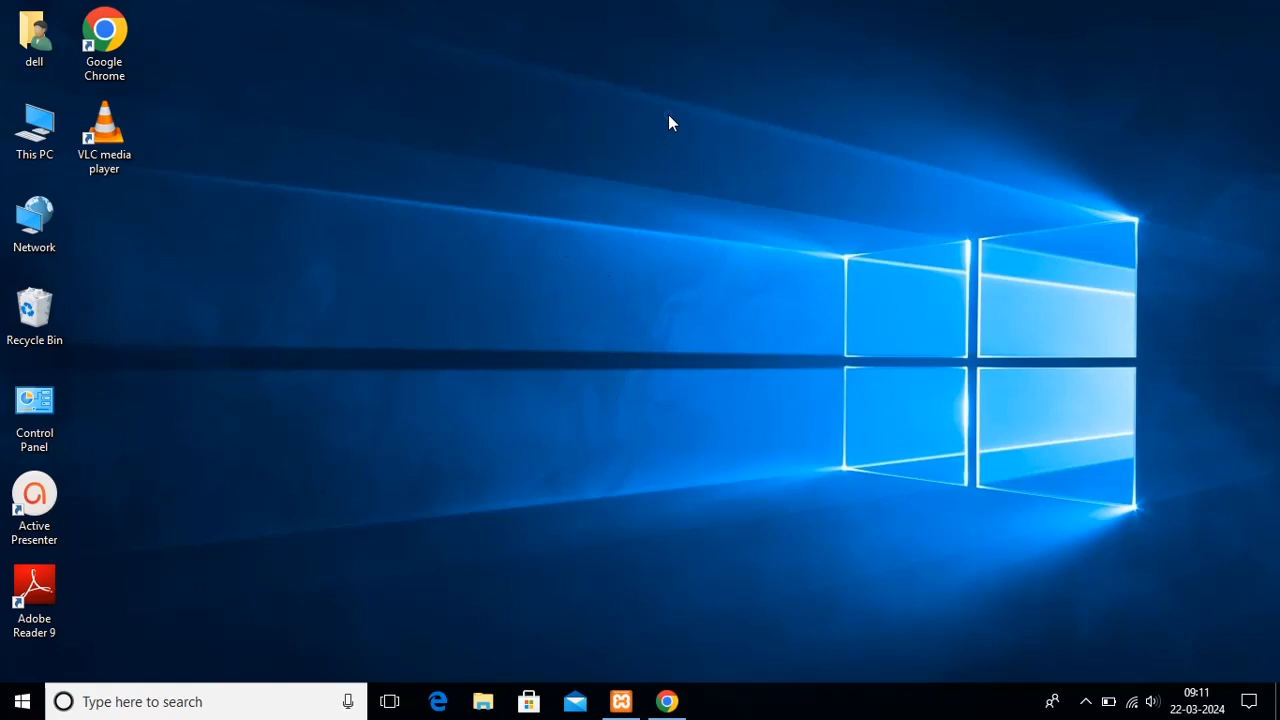 dell
Google
Chrome
This PC
VLC media
player
Network
Recycle Bin
Control
Panel
Active
Presenter
Adobe
Reader 9
Type here to search
09:11
22-03-2024